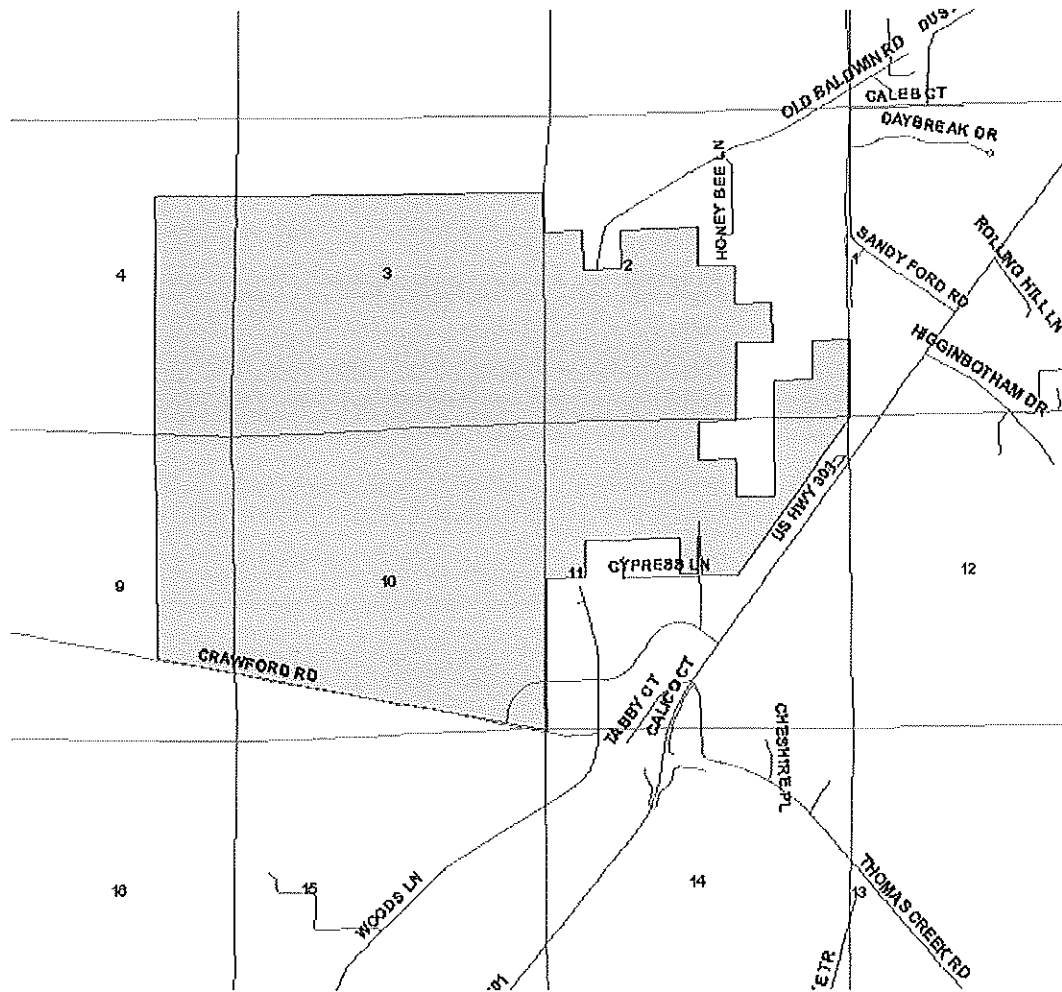 DUS
OLD BALDWIN RD
CALEB CT
DAYBREAK DR
HONEY BEE LN
4
3
2
1
SANDY FORD RD
ROLLING HILL LN
HIGGINBOTHAM DR
US HWY 301
9
10
11
CYPRESS LN
12
CRAWFORD RD
TABBY CT
CALICO CT
CHESHIRE PL
16
15
WOODS LN
14
13
THOMAS CREEK RD
301
E TR